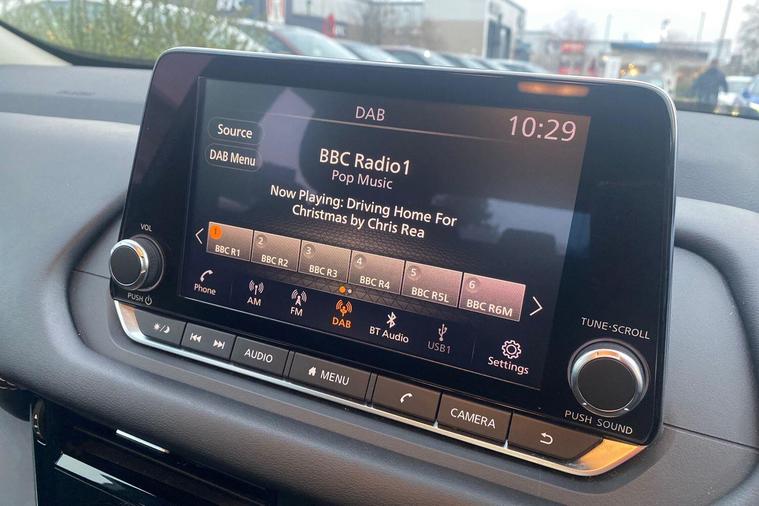 DAB
10:29
Source
DAB Menu
BBC Radio1
Pop Music
Now Playing: Driving Home For
Christmas by Chris Rea
1
BBC R1
2
BBC R2
3
BBC R3
4
BBC R4
5
BBC R5L
6
BBC R6M
Phone
AM
FM
DAB
BT Audio
USB1
Settings
VOL
PUSH
TUNE·SCROLL
PUSH SOUND
AUDIO
MENU
CAMERA